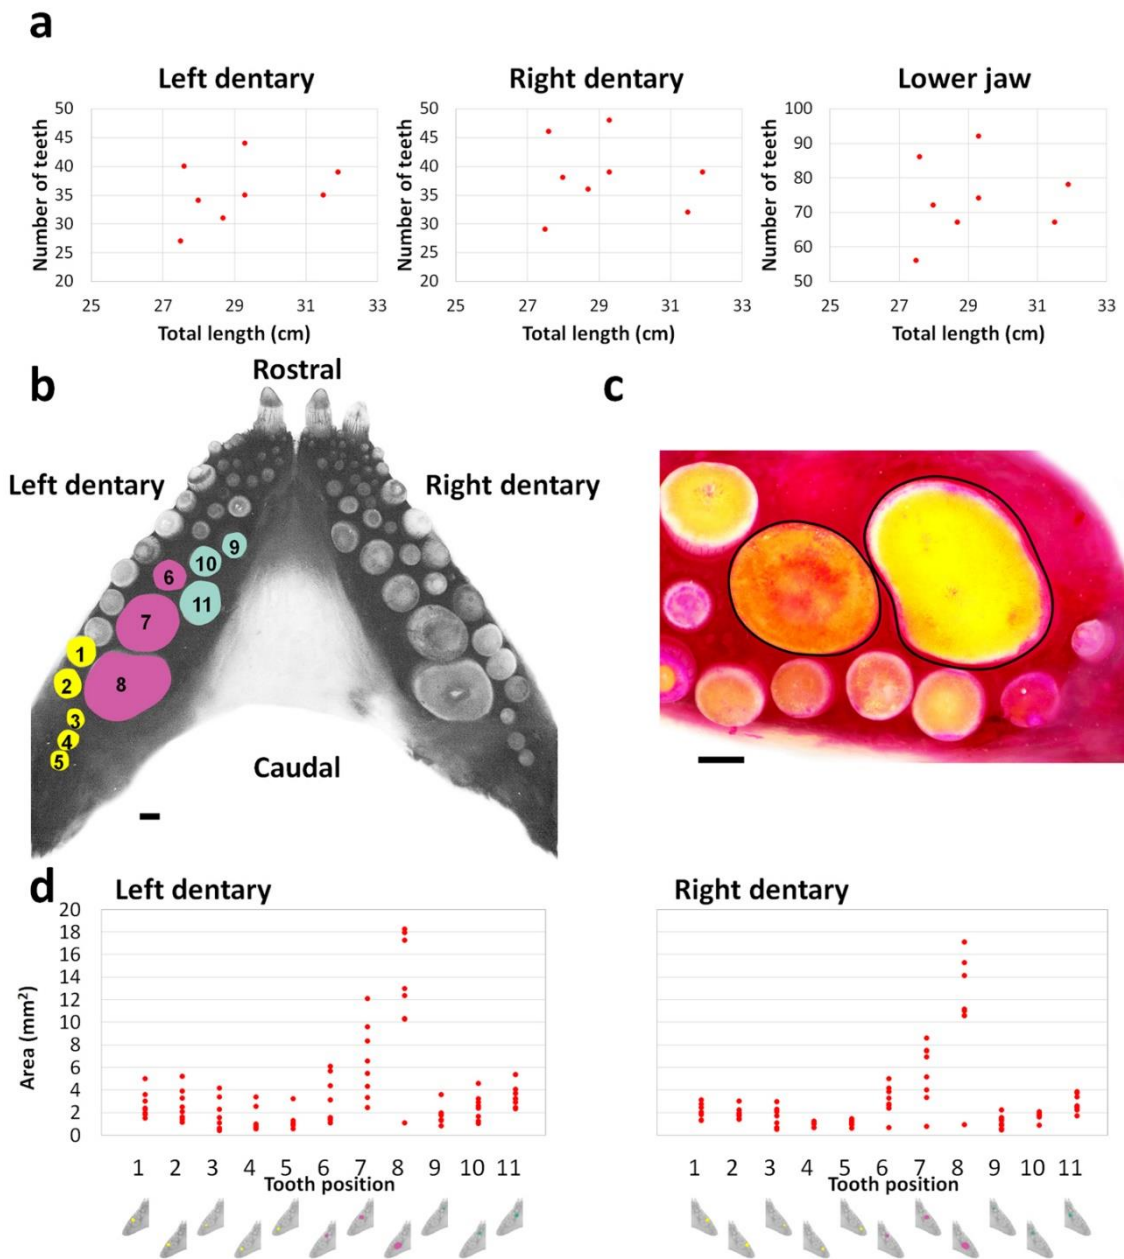 a
Left dentary
Right dentary
Lower jaw
Number of teeth
50
45
40
35
30
25
20
25 27 29 31 33
Total length (cm)
Number of teeth
50
45
40
35
30
25
20
25 27 29 31 33
Total length (cm)
Number of teeth
100
90
80
70
60
50
25 27 29 31 33
Total length (cm)
b
Rostral
Left dentary
Right dentary
Caudal
9
10
6
11
7
1
8
2
3
4
5
c
d
Left dentary
Area (mm²)
20
18
16
14
12
10
8
6
4
2
0
1 2 3 4 5 6 7 8 9 10 11
Tooth position
Right dentary
1 2 3 4 5 6 7 8 9 10 11
Tooth position